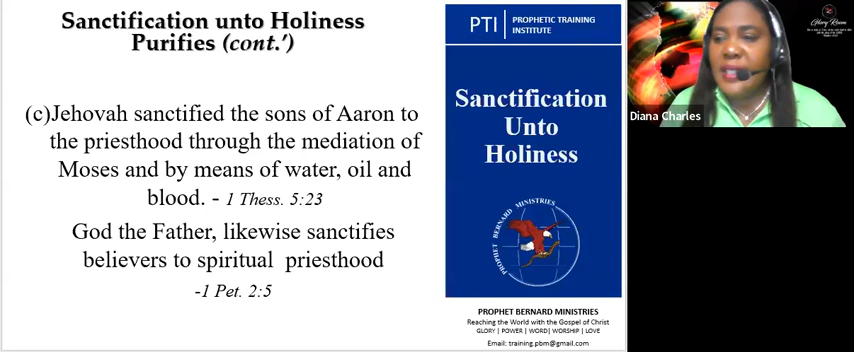 Sanctification unto Holiness
Purifies (cont.’)
(c)Jehovah sanctified the sons of Aaron to
the priesthood through the mediation of
Moses and by means of water, oil and
blood. - 1 Thess. 5:23
God the Father, likewise sanctifies
believers to spiritual priesthood
-1 Pet. 2:5
PTI
PROPHETIC TRAINING
INSTITUTE
Sanctification
Unto
Holiness
PROPHET BERNARD MINISTRIES
PROPHET BERNARD MINISTRIES
Reaching the World with the Gospel of Christ
GLORY | POWER | WORD| WORSHIP | LOVE
Email: training.pbm@gmail.com
Diana Charles
Glory Room